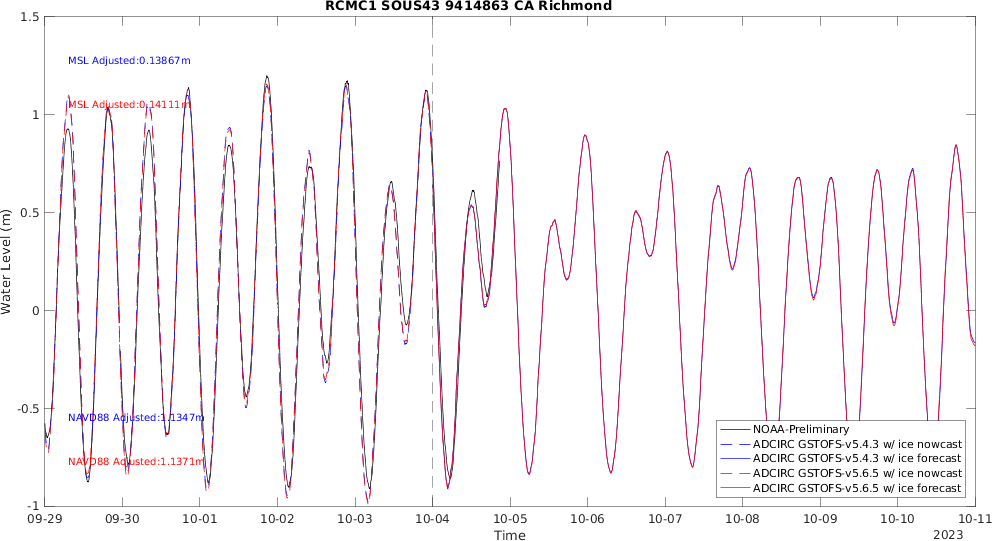 RCMC1 SOUS43 9414863 CA Richmond
1.5
MSL Adjusted:0.13867m
MSL Adjusted:0.14111m
1
0.5
Water Level (m)
0
-0.5
NAVD88 Adjusted:1.1347m
NAVD88 Adjusted:1.1371m
-1
NOAA-Preliminary
ADCIRC GSTOFS-v5.4.3 w/ ice nowcast
ADCIRC GSTOFS-v5.4.3 w/ ice forecast
ADCIRC GSTOFS-v5.6.5 w/ ice nowcast
ADCIRC GSTOFS-v5.6.5 w/ ice forecast
09-29 09-30 10-01 10-02 10-03 10-04 10-05 10-06 10-07 10-08 10-09 10-10 10-11
Time
2023